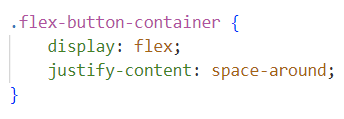 .flex-button-container {
    display: flex;
    justify-content: space-around;
}